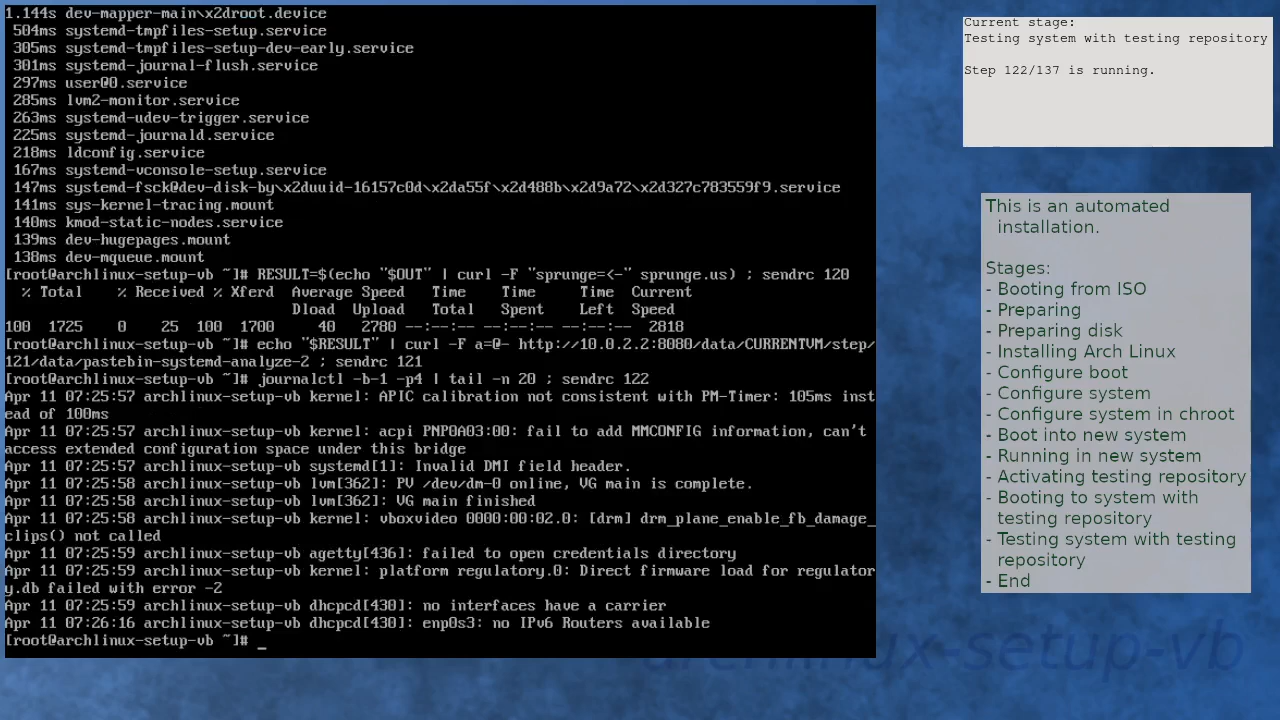 1.144s dev-mapper-main\x2droot.device
504ms systemd-tmpfiles-setup.service
305ms systemd-tmpfiles-setup-dev-early.service
301ms systemd-journal-flush.service
297ms user@0.service
285ms lvm2-monitor.service
263ms systemd-udev-trigger.service
225ms systemd-journald.service
218ms ldconfig.service
167ms systemd-vconsole-setup.service
147ms systemd-fsck@dev-disk-by\x2duuid-16157c0d\x2da55f\x2d488b\x2d9a72\x2d327c783559f9.service
141ms sys-kernel-tracing.mount
140ms kmod-static-nodes.service
139ms dev-hugepages.mount
138ms dev-mqueue.mount
[root@archlinux-setup-vb ~]# RESULT=$(echo "$OUT" | curl -F "sprunge=<-" sprunge.us) ; sendrc 120
% Total % Received % Xferd Average Speed Time Time Time Current
Dload Upload Total Spent Left Speed
100 1725 0 25 100 1700 40 2780 --:--:-- --:--:-- --:--:-- 2818
[root@archlinux-setup-vb ~]# echo "$RESULT" | curl -F a=@- http://10.0.2.2:8080/data/CURRENTVM/step/
121/data/pastebin-systemd-analyze-2 ; sendrc 121
[root@archlinux-setup-vb ~]# journalctl -b-1 -p4 | tail -n 20 ; sendrc 122
Apr 11 07:25:57 archlinux-setup-vb kernel: APIC calibration not consistent with PM-Timer: 105ms inst
ead of 100ms
Apr 11 07:25:57 archlinux-setup-vb kernel: acpi PNP0A03:00: fail to add MMCONFIG information, can't
access extended configuration space under this bridge
Apr 11 07:25:57 archlinux-setup-vb systemd[1]: Invalid DMI field header.
Apr 11 07:25:58 archlinux-setup-vb lvm[362]: PV /dev/dm-0 online, VG main is complete.
Apr 11 07:25:58 archlinux-setup-vb lvm[362]: VG main finished
Apr 11 07:25:58 archlinux-setup-vb kernel: vboxvideo 0000:00:02.0: [drm] drm_plane_enable_fb_damage_
clips() not called
Apr 11 07:25:59 archlinux-setup-vb agetty[436]: failed to open credentials directory
Apr 11 07:25:59 archlinux-setup-vb kernel: platform regulatory.0: Direct firmware load for regulator
y.db failed with error -2
Apr 11 07:25:59 archlinux-setup-vb dhcpcd[430]: no interfaces have a carrier
Apr 11 07:26:16 archlinux-setup-vb dhcpcd[430]: enp0s3: no IPv6 Routers available
[root@archlinux-setup-vb ~]# _
Current stage:
Testing system with testing repository
Step 122/137 is running.
This is an automated
installation.
Stages:
- Booting from ISO
- Preparing
- Preparing disk
- Installing Arch Linux
- Configure boot
- Configure system
- Configure system in chroot
- Boot into new system
- Running in new system
- Activating testing repository
- Booting to system with
testing repository
- Testing system with testing
repository
- End
archlinux-setup-vb